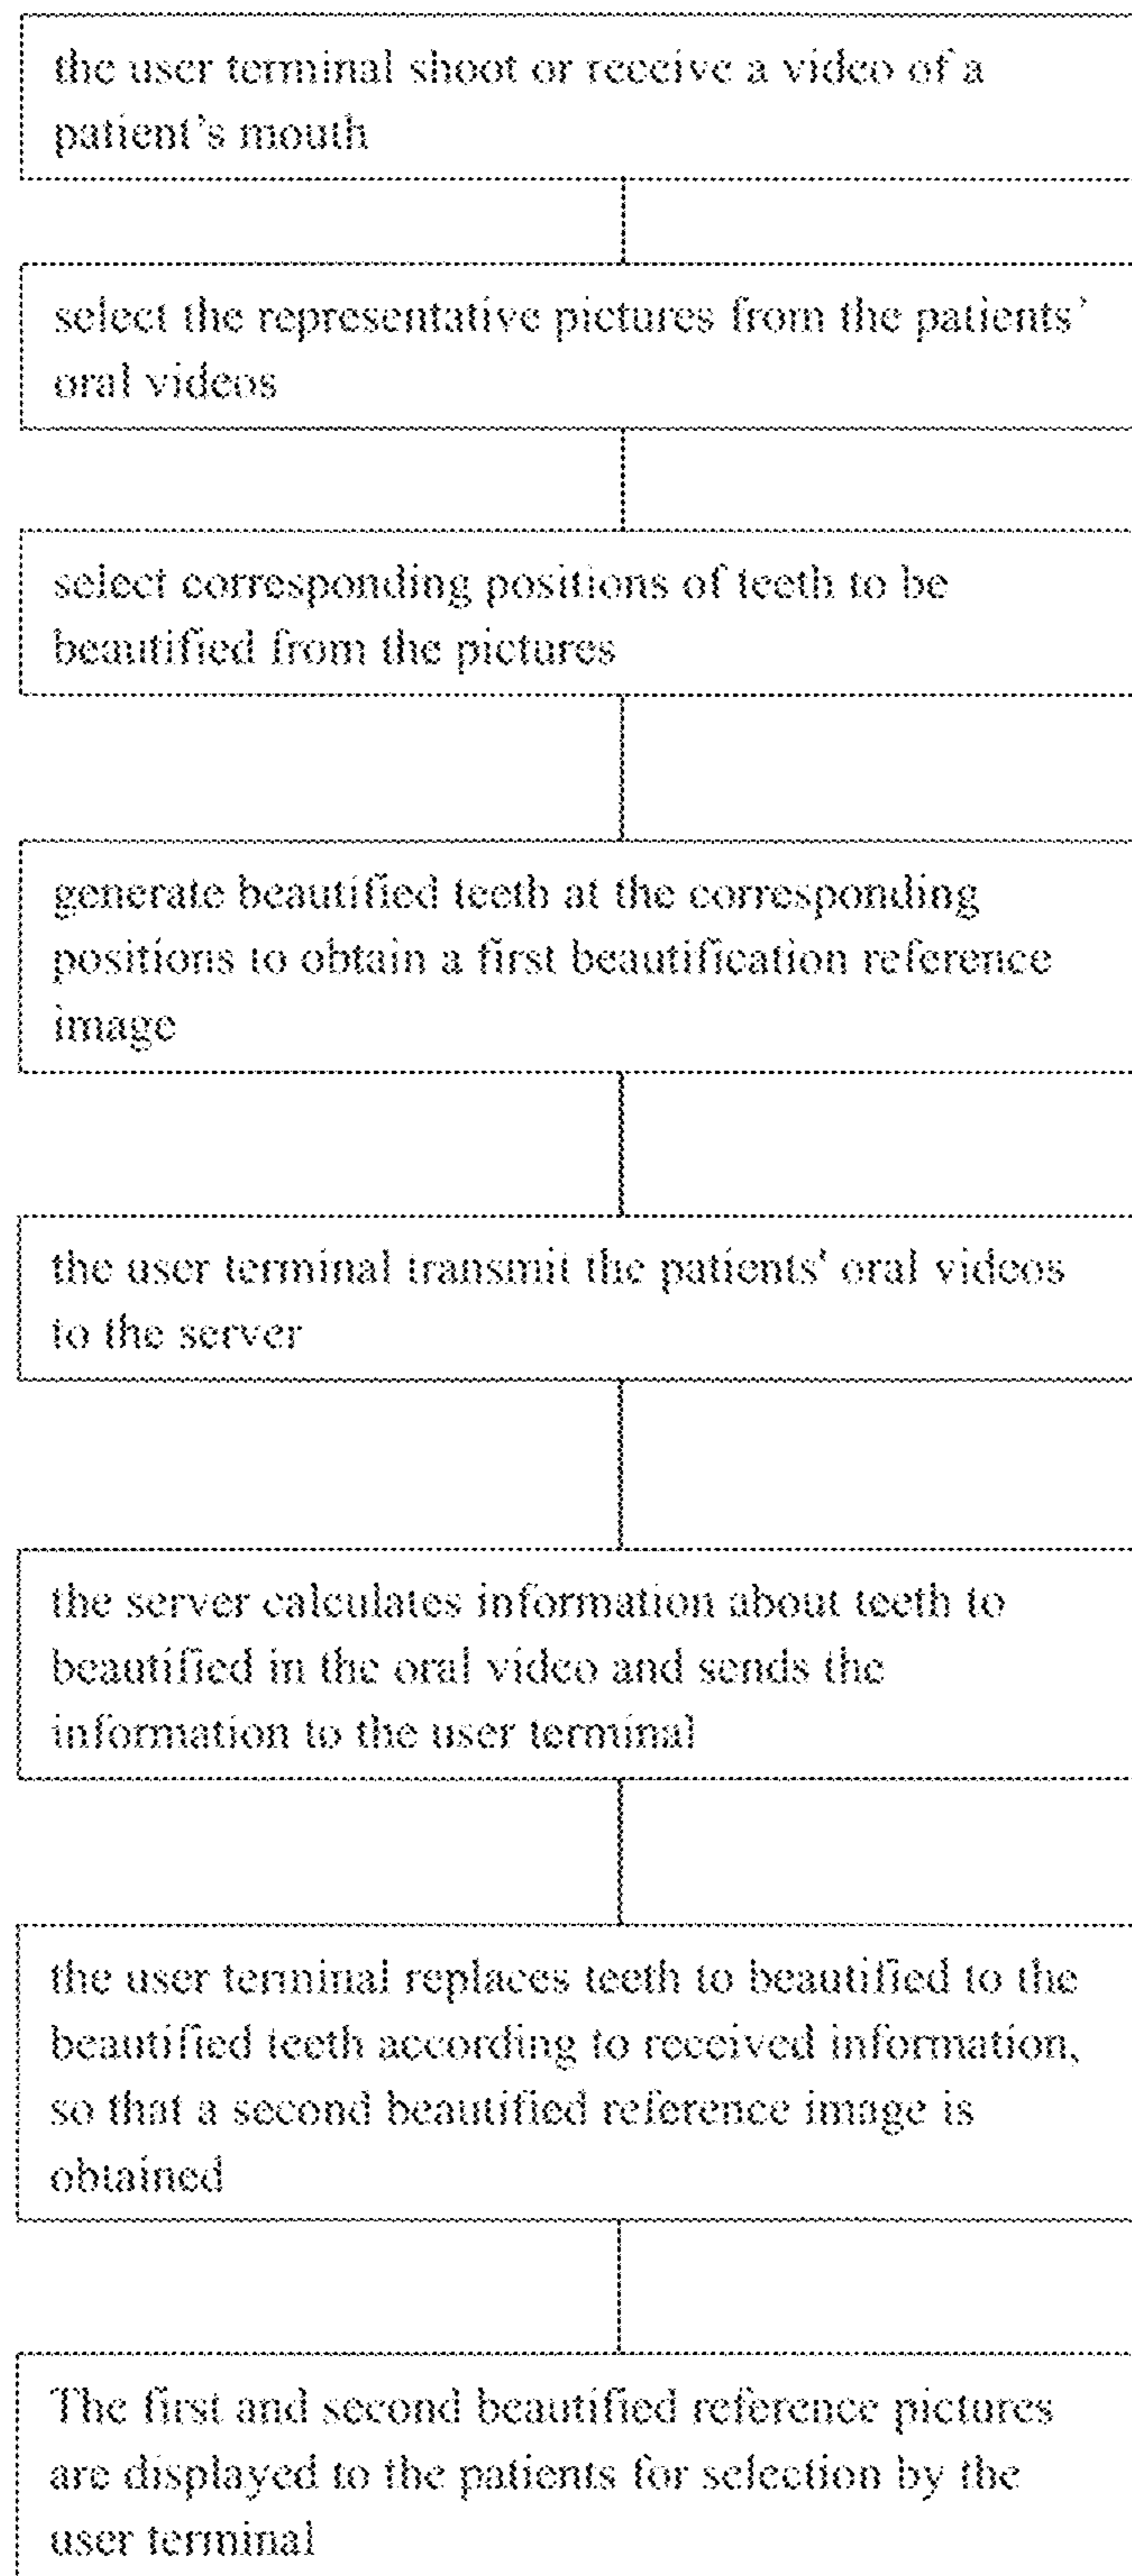 the user terminal shoot or receive a video of a
patient's mouth
select the representative pictures from the patients'
oral videos
select corresponding positions of teeth to be
beautified from the pictures
generate beautified teeth at the corresponding
positions to obtain a first beautification reference
image
the user terminal transmit the patients' oral videos
to the server
the server calculates information about teeth to
beautified in the oral video and sends the
information to the user terminal
the user terminal replaces teeth to beautified to the
beautified teeth according to received information,
so that a second beautified reference image is
obtained
The first and second beautified reference pictures
are displayed to the patients for selection by the
user terminal